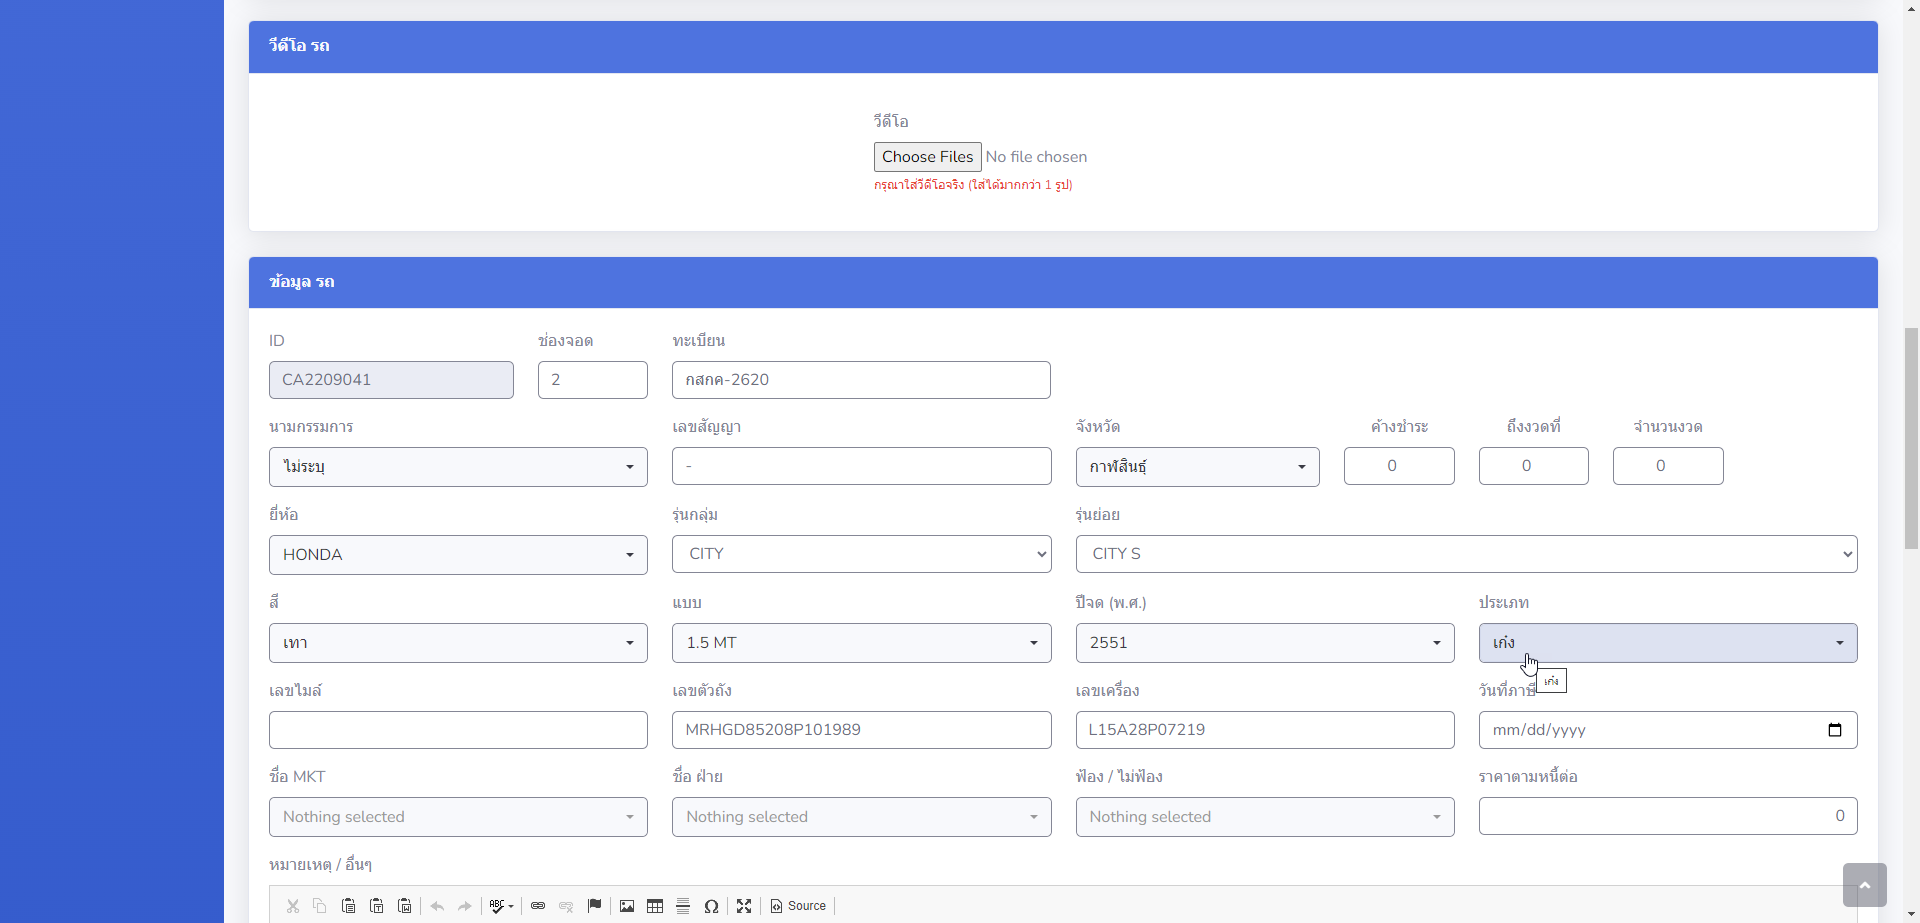 วีดีโอ รถ
วีดีโอ
Choose Files No file chosen
กรุณาใส่วีดีโอจริง (ใส่ได้มากกว่า 1 รูป)
ข้อมูล รถ
ID ช่องจอด ทะเบียน
CA2209041 2 กสกค-2620
นามกรรมการ เลขสัญญา จังหวัด ค้างชำระ ถึงงวดที่ จำนวนงวด
ไม่ระบุ - กาฬสินธุ์ 0 0 0
ยี่ห้อ รุ่นกลุ่ม รุ่นย่อย
HONDA CITY CITY S
สี แบบ ปีจด (พ.ศ.) ประเภท
เทา 1.5 MT 2551 เก๋ง
เก๋ง
เลขไมล์ เลขตัวถัง เลขเครื่อง วันที่ภาษี
MRHGD85208P101989 L15A28P07219 mm/dd/yyyy
ชื่อ MKT ชื่อ ฝ่าย ฟ้อง / ไม่ฟ้อง ราคาตามหนี้ต่อ
Nothing selected Nothing selected Nothing selected 0
หมายเหตุ / อื่นๆ
ABC Source